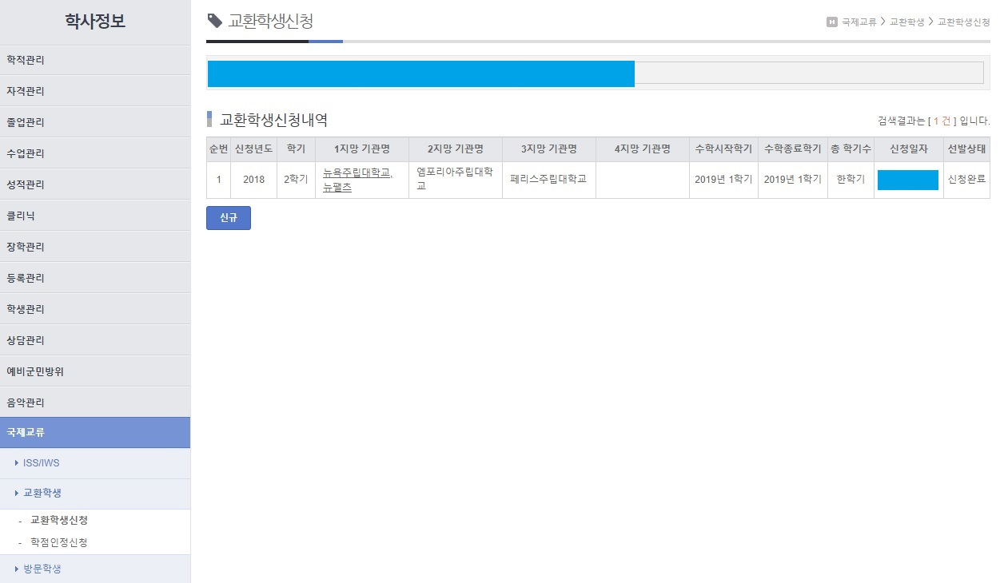 학사정보
학적관리
자격관리
졸업관리
수업관리
성적관리
클리닉
장학관리
등록관리
학생관리
상담관리
예비군민방위
음악관리
국제교류
ISS/IWS
교환학생
- 교환학생신청
- 학점인정신청
방문학생
교환학생신청
H 국제교류 > 교환학생 > 교환학생신청
교환학생신청내역
검색결과는 [ 1 건 ] 입니다.
순번 신청년도 학기 1지망 기관명 2지망 기관명 3지망 기관명 4지망 기관명 수학시작학기 수학종료학기 총 학기수 신청일자 선발상태
1 2018 2학기 뉴욕주립대학교, 엠포리아주립대학 페리스주립대학교 2019년 1학기 2019년 1학기 한학기 신청완료
뉴팰츠 교
신규